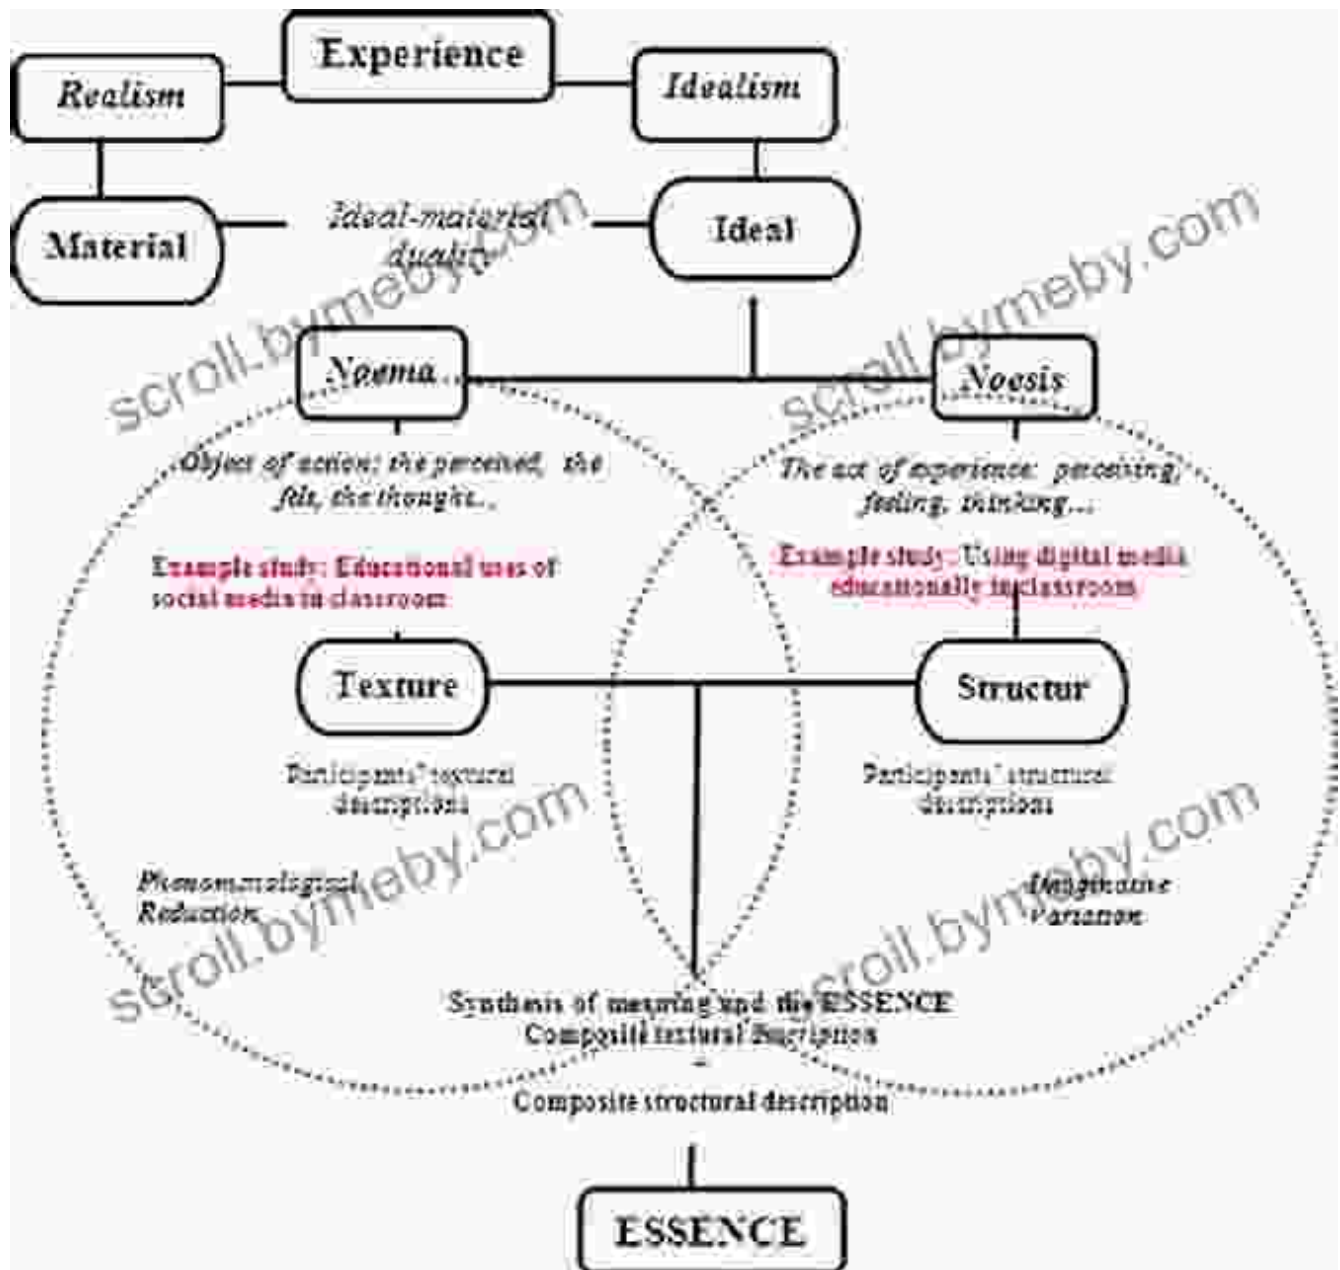 Experience
Realism
Idealism
Ideal-material
duality
Material
Ideal
scroll.bymeby.com
scroll.bymeby.com
Noema
Noesis
Object of action: the perceived, the
felt, the thought...
The act of experience: perceiving,
feeling, thinking...
Example study: Educational uses of
social media in classroom
Example study: Using digital media
educationally in classroom
Texture
Structur
Participants' textural
descriptions
Participants' structural
descriptions
scroll.bymeby.com
scroll.bymeby.com
Reduction
Imaginative
Variation
Synthesis of meaning and the ESSENCE
Composite textural
Composite structural description
ESSENCE